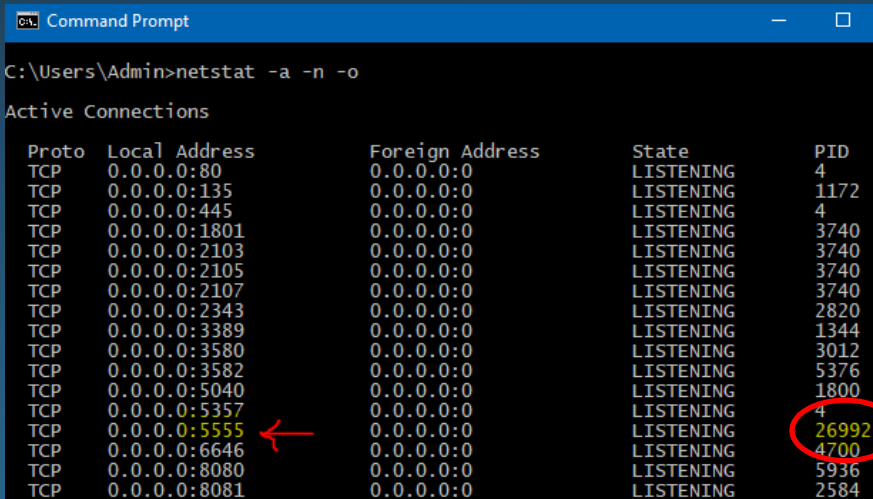 Command Prompt
C:\Users\Admin>netstat -a -n -o
Active Connections
Proto Local Address Foreign Address State PID
TCP 0.0.0.0:80 0.0.0.0:0 LISTENING 4
TCP 0.0.0.0:135 0.0.0.0:0 LISTENING 1172
TCP 0.0.0.0:445 0.0.0.0:0 LISTENING 4
TCP 0.0.0.0:1801 0.0.0.0:0 LISTENING 3740
TCP 0.0.0.0:2103 0.0.0.0:0 LISTENING 3740
TCP 0.0.0.0:2105 0.0.0.0:0 LISTENING 3740
TCP 0.0.0.0:2107 0.0.0.0:0 LISTENING 3740
TCP 0.0.0.0:2343 0.0.0.0:0 LISTENING 2820
TCP 0.0.0.0:3389 0.0.0.0:0 LISTENING 1344
TCP 0.0.0.0:3580 0.0.0.0:0 LISTENING 3012
TCP 0.0.0.0:3582 0.0.0.0:0 LISTENING 5376
TCP 0.0.0.0:5040 0.0.0.0:0 LISTENING 1800
TCP 0.0.0.0:5357 0.0.0.0:0 LISTENING 4
TCP 0.0.0.0:5555 0.0.0.0:0 LISTENING 26992
TCP 0.0.0.0:6646 0.0.0.0:0 LISTENING 4700
TCP 0.0.0.0:8080 0.0.0.0:0 LISTENING 5936
TCP 0.0.0.0:8081 0.0.0.0:0 LISTENING 2584